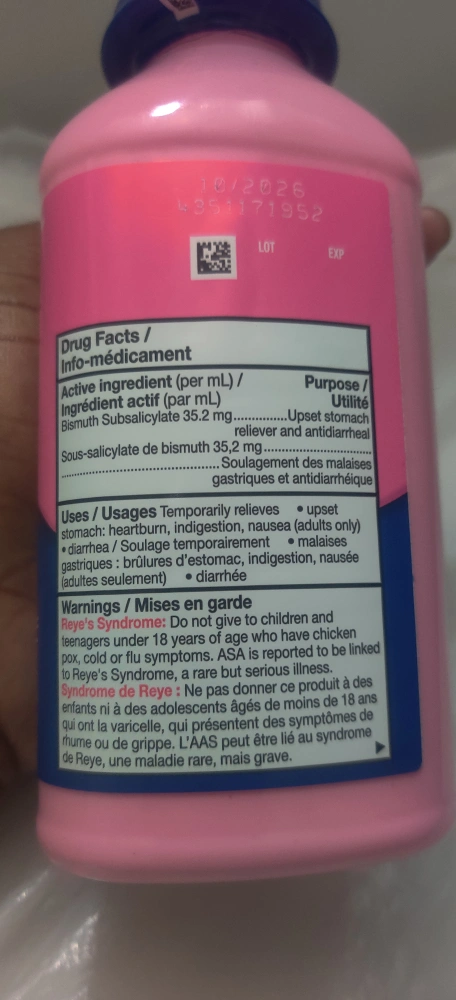 10/2026
4351171952
LOT
EXP
Drug Facts /
Info-médicament
Active ingredient (per mL) / Purpose /
Ingrédient actif (par mL) Utilité
Bismuth Subsalicylate 35.2 mg..............Upset stomach
reliever and antidiarrheal
Sous-salicylate de bismuth 35,2 mg............................
........................................ Soulagement des malaises
gastriques et antidiarrhéique
Uses / Usages Temporarily relieves • upset
stomach: heartburn, indigestion, nausea (adults only)
• diarrhea / Soulage temporairement • malaises
gastriques : brûlures d'estomac, indigestion, nausée
(adultes seulement) • diarrhée
Warnings / Mises en garde
Reye's Syndrome: Do not give to children and
teenagers under 18 years of age who have chicken
pox, cold or flu symptoms. ASA is reported to be linked
to Reye's Syndrome, a rare but serious illness.
Syndrome de Reye : Ne pas donner ce produit à des
enfants ni à des adolescents âgés de moins de 18 ans
qui ont la varicelle, qui présentent des symptômes de
rhume ou de grippe. L'AAS peut être lié au syndrome
de Reye, une maladie rare, mais grave.